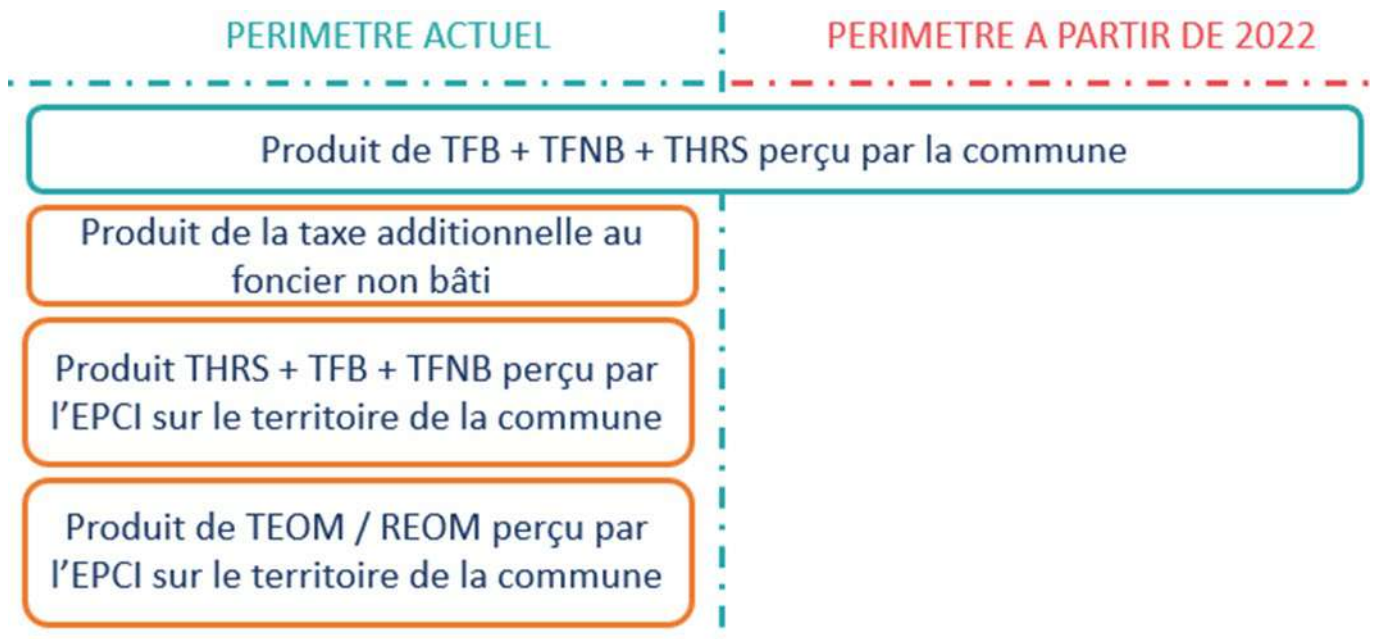 PERIMETRE ACTUEL
PERIMETRE A PARTIR DE 2022
Produit de TFB + TFNB + THRS perçu par la commune
Produit de la taxe additionnelle au
foncier non bâti
Produit THRS + TFB + TFNB perçu par
l’EPCI sur le territoire de la commune
Produit de TEOM / REOM perçu par
l’EPCI sur le territoire de la commune